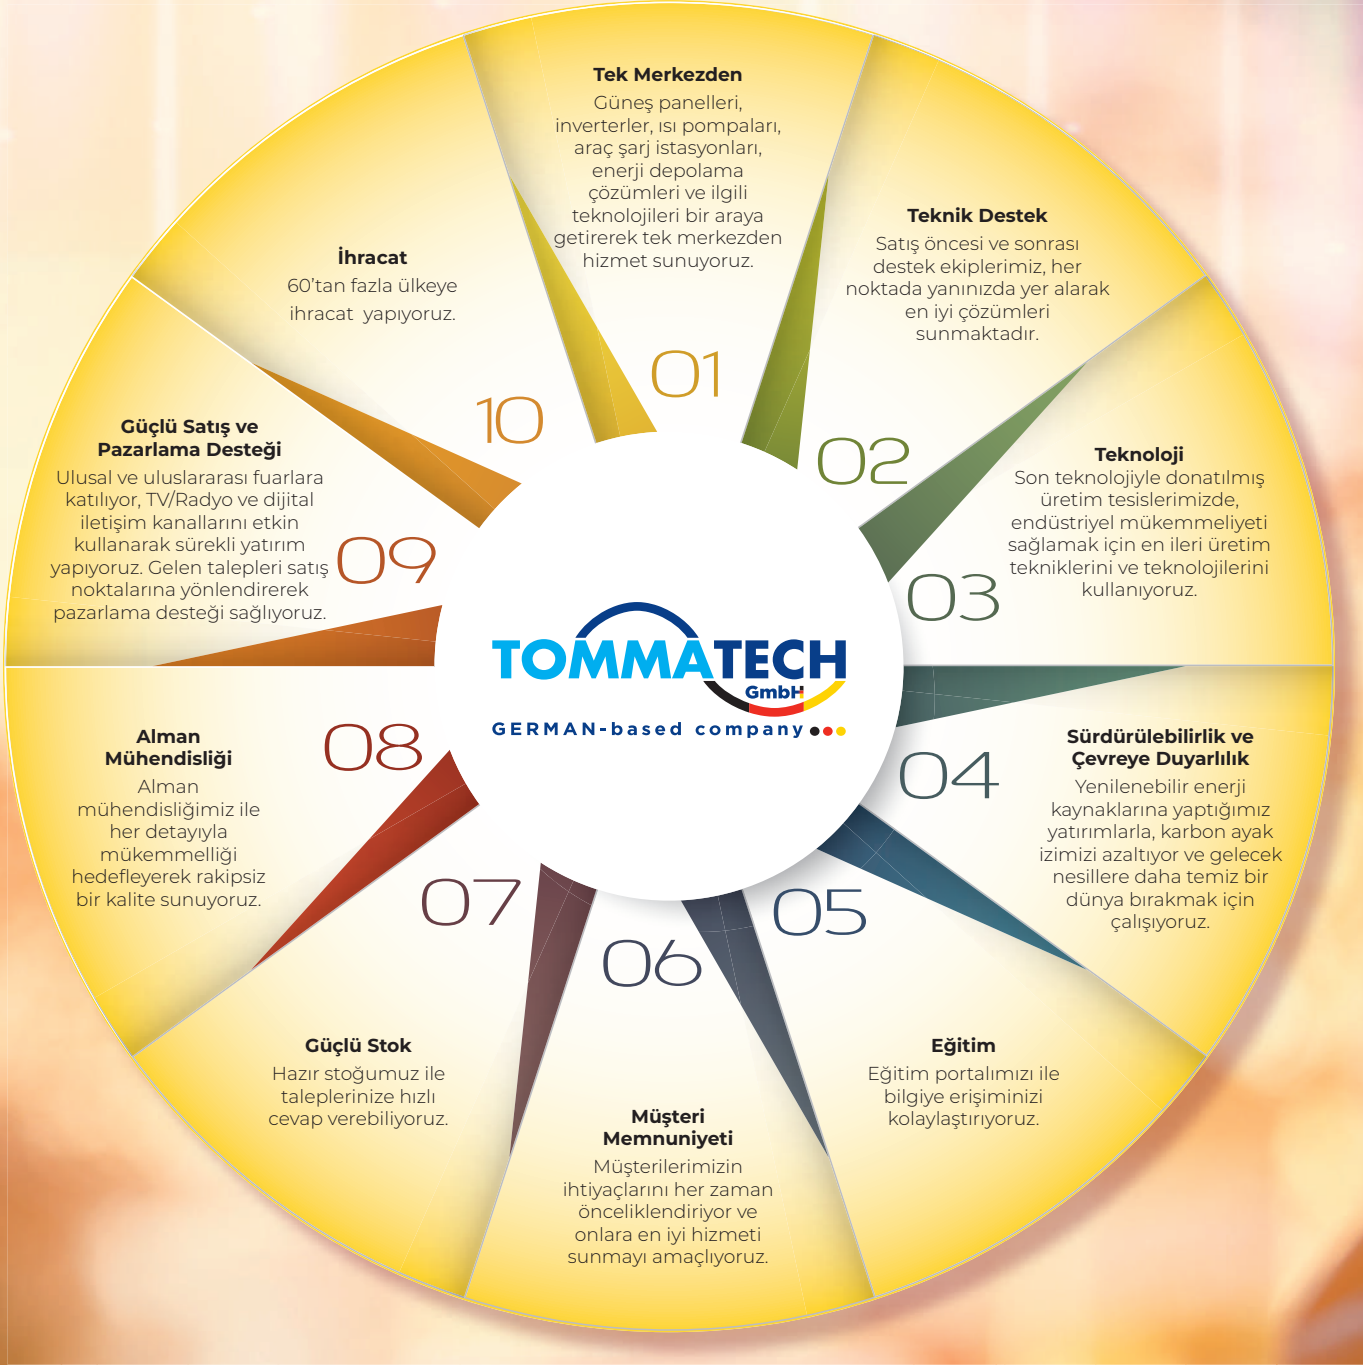 Tek Merkezden
Güneş panelleri,
inverterler, ısı pompaları,
araç şarj istasyonları,
enerji depolama
çözümleri ve ilgili
teknolojileri bir araya
getirerek tek merkezden
hizmet sunuyoruz.
01
Teknik Destek
Satış öncesi ve sonrası
destek ekiplerimiz, her
noktada yanınızda yer alarak
en iyi çözümleri
sunmaktadır.
02
Teknoloji
Son teknolojiyle donatılmış
üretim tesislerimizde,
endüstriyel mükemmeliyeti
sağlamak için en ileri üretim
tekniklerini ve teknolojilerini
kullanıyoruz.
03
Sürdürülebilirlik ve
Çevreye Duyarlılık
Yenilenebilir enerji
kaynaklarına yaptığımız
yatırımlarla, karbon ayak
izimizi azaltıyor ve gelecek
nesillere daha temiz bir
dünya bırakmak için
çalışıyoruz.
04
Eğitim
Eğitim portalımızı ile
bilgiye erişiminizi
kolaylaştırıyoruz.
05
Müşteri
Memnuniyeti
Müşterilerimizin
ihtiyaçlarını her zaman
önceliklendiriyor ve
onlara en iyi hizmeti
sunmayı amaçlıyoruz.
06
Güçlü Stok
Hazır stoğumuz ile
taleplerinize hızlı
cevap verebiliyoruz.
07
Alman
Mühendisliği
Alman
mühendisliğimiz ile
her detayıyla
mükemmelliği
hedefleyerek rakipsiz
bir kalite sunuyoruz.
08
Güçlü Satış ve
Pazarlama Desteği
Ulusal ve uluslararası fuarlara
katılıyor, TV/Radyo ve dijital
iletişim kanallarını etkin
kullanarak sürekli yatırım
yapıyoruz. Gelen talepleri satış
noktalarına yönlendirerek
pazarlama desteği sağlıyoruz.
09
İhracat
60'tan fazla ülkeye
ihracat yapıyoruz.
10
TOMMATECH
GmbH
GERMAN-based company